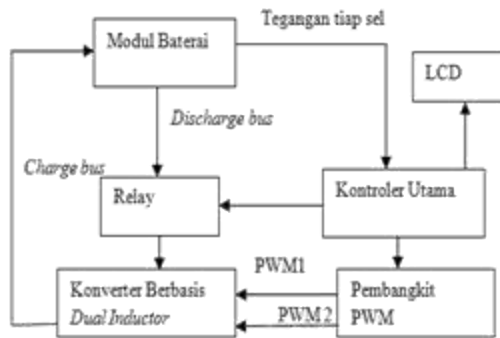 Tegangan tiap sel
Modul Baterai
LCD
Discharge bus
Charge bus
Relay
Kontroler Utama
PWM1
Konverter Berbasis
Dual Inductor
PWM 2
Pembangkit
PWM